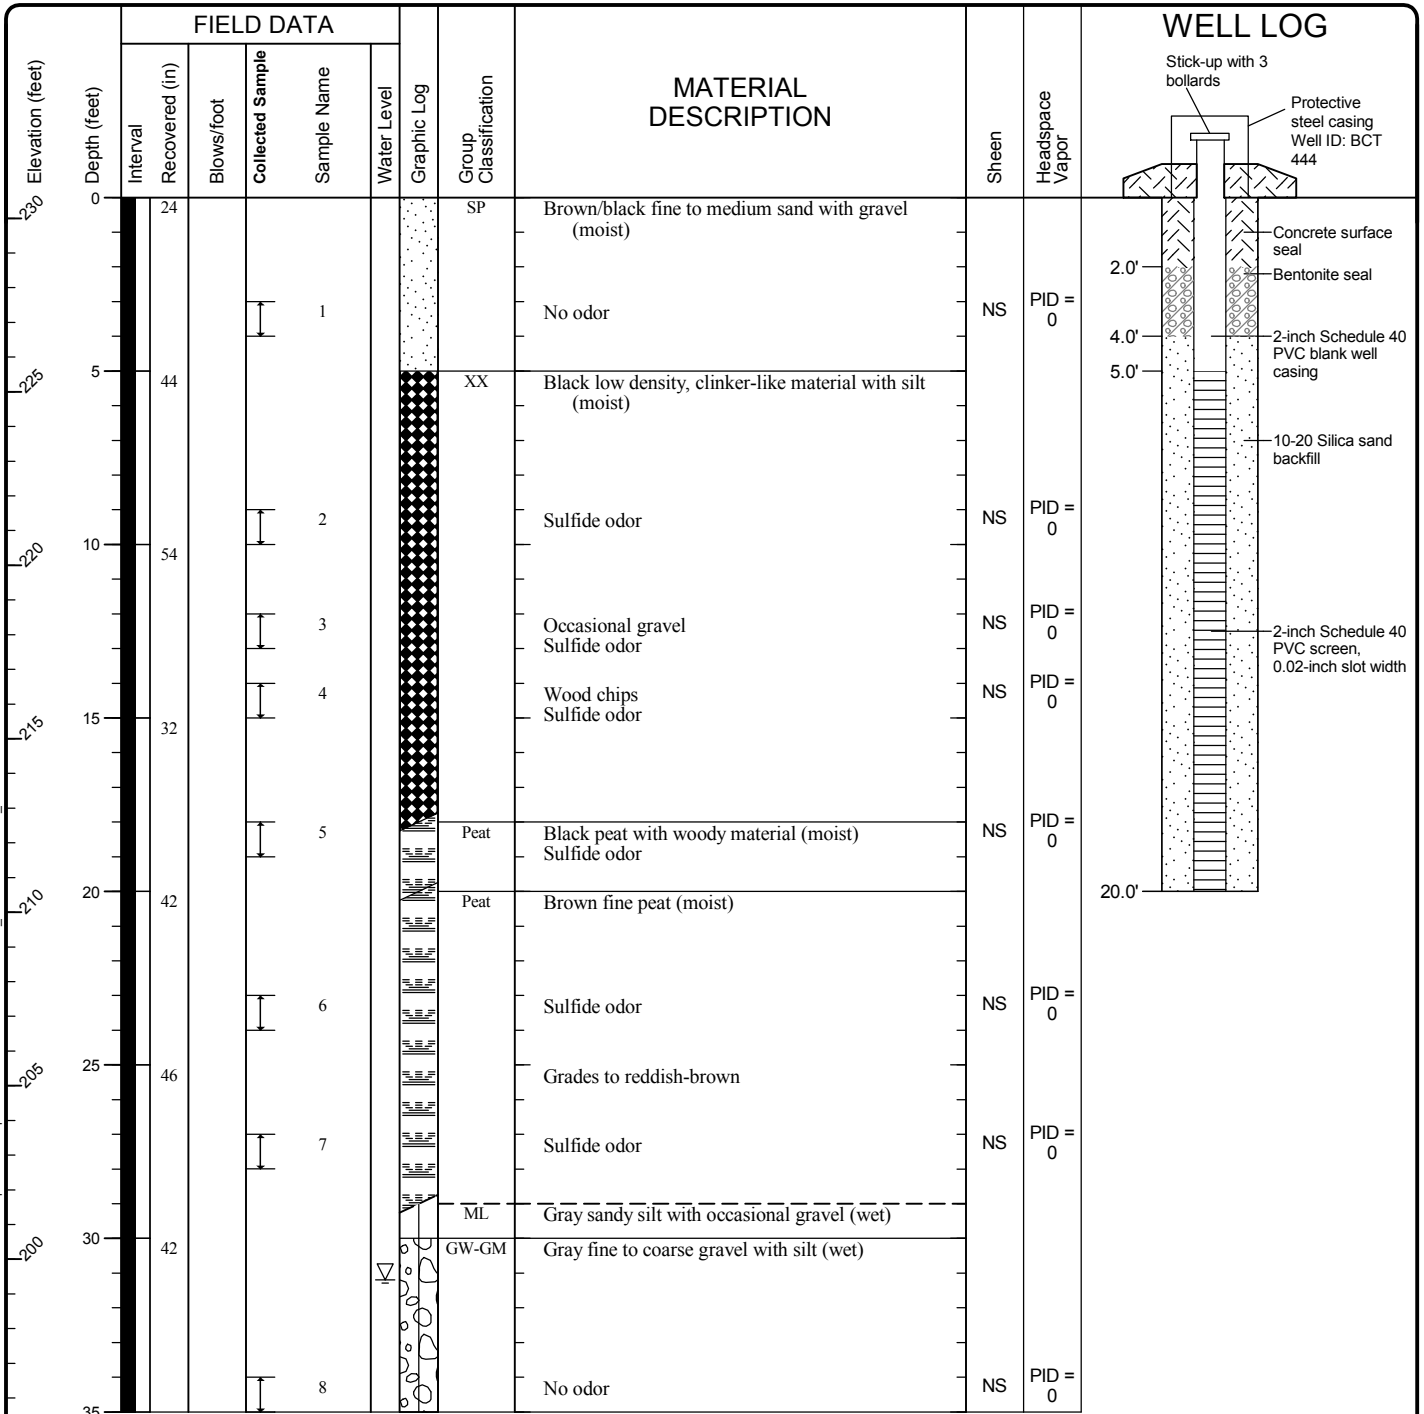 FIELD DATA
WELL LOG
Elevation (feet)
Depth (feet)
Interval
Recovered (in)
Blows/foot
Collected Sample
Sample Name
Water Level
Graphic Log
Group
Classification
MATERIAL
DESCRIPTION
Sheen
Headspace
Vapor
Stick-up with 3
bollards
Protective
steel casing
Well ID: BCT
444
230
0
24
SP
Brown/black fine to medium sand with gravel
(moist)
Concrete surface
seal
2.0'
Bentonite seal
1
No odor
NS
PID =
0
4.0'
2-inch Schedule 40
PVC blank well
casing
225
5
44
XX
Black low density, clinker-like material with silt
(moist)
5.0'
10-20 Silica sand
backfill
2
Sulfide odor
NS
PID =
0
220
10
54
3
Occasional gravel
Sulfide odor
NS
PID =
0
2-inch Schedule 40
PVC screen,
0.02-inch slot width
4
Wood chips
Sulfide odor
NS
PID =
0
215
15
32
5
Peat
Black peat with woody material (moist)
Sulfide odor
NS
PID =
0
210
20
42
Peat
Brown fine peat (moist)
20.0'
6
Sulfide odor
NS
PID =
0
205
25
46
Grades to reddish-brown
7
Sulfide odor
NS
PID =
0
ML
Gray sandy silt with occasional gravel (wet)
200
30
42
GW-GM
Gray fine to coarse gravel with silt (wet)
8
No odor
NS
PID =
0
35